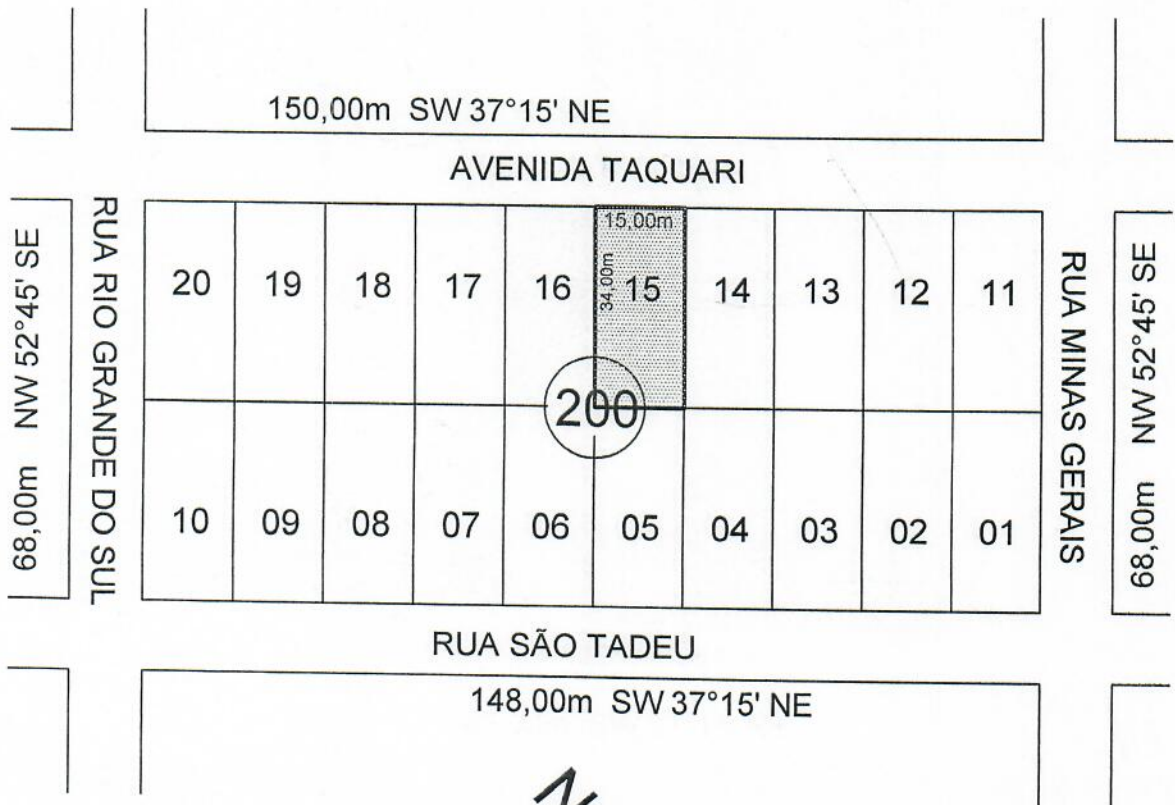 150,00m SW 37°15' NE
AVENIDA TAQUARI
68,00m NW 52°45' SE
RUA RIO GRANDE DO SUL
20 19 18 17 16 15 14 13 12 11
15,00m
34,00m
200
10 09 08 07 06 05 04 03 02 01
RUA MINAS GERAIS
68,00m NW 52°45' SE
RUA SÃO TADEU
148,00m SW 37°15' NE
N